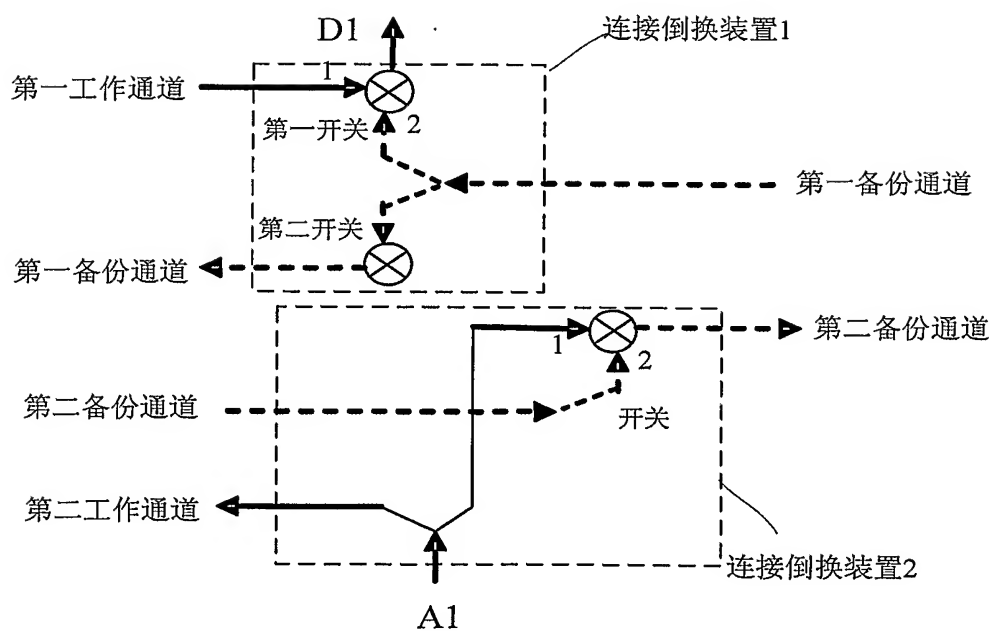 D1
连接倒换装置1
第一工作通道
1
第一开关
2
第一备份通道
第二开关
第一备份通道
第二备份通道
1
2
第二备份通道
开关
第二工作通道
连接倒换装置2
A1